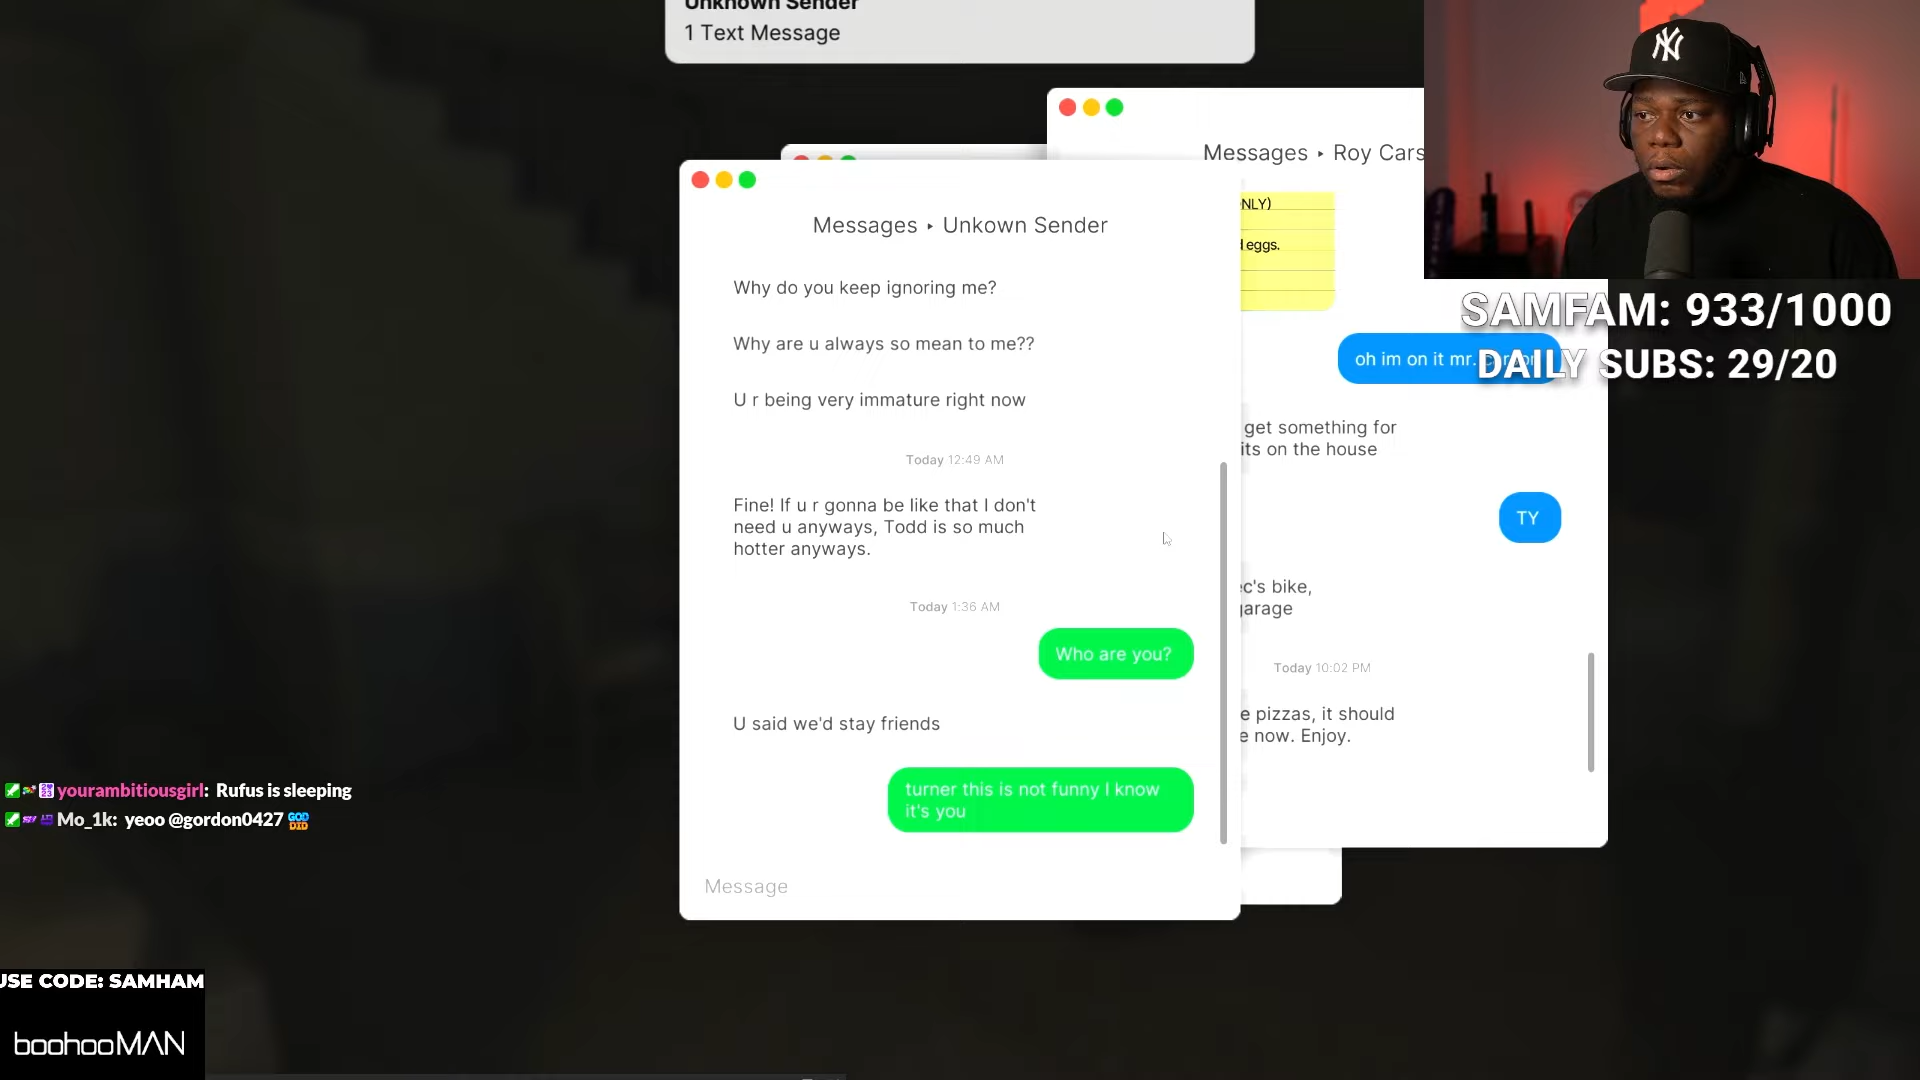 Unknown Sender
1 Text Message
Messages ▸ Roy Cars
Messages ▸ Unkown Sender
NLY)
eggs.
Why do you keep ignoring me?
Why are u always so mean to me??
U r being very immature right now
Today 12:49 AM
Fine! If u r gonna be like that I don't
need u anyways, Todd is so much
hotter anyways.
Today 1:36 AM
Who are you?
U said we'd stay friends
turner this is not funny I know
it's you
Message
oh im on it mr.
get something for
its on the house
TY
ec's bike,
garage
Today 10:02 PM
e pizzas, it should
e now. Enjoy.
NY
SAMFAM: 933/1000
DAILY SUBS: 29/20
yourambitiousgirl: Rufus is sleeping
Mo_1k: yeoo @gordon0427 GOD DID
USE CODE: SAMHAM
boohooMAN